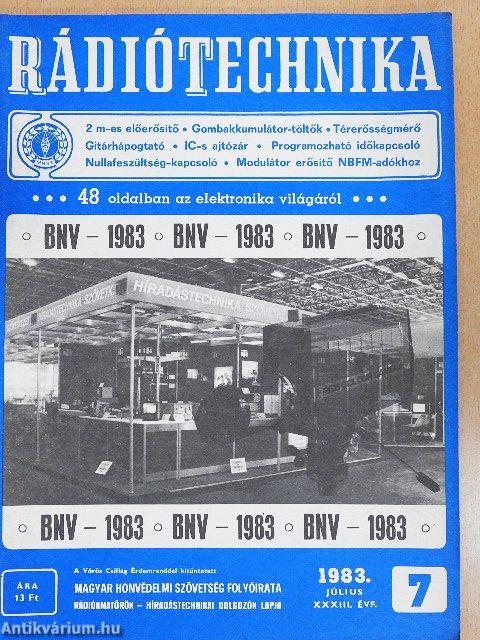 RÁDIÓTECHNIKA
2 m-es előerősítő • Gombakkumulátor-töltők • Térerősségmérő
Gitárhápogtató • IC-s ajtózár • Programozható időkapcsoló
Nullafeszültség-kapcsoló • Modulátor erősítő NBFM-adókhoz
• • • 48 oldalban az elektronika világáról • • •
○ BNV – 1983 ○ BNV – 1983 ○ BNV – 1983 ○
HÍRADÁSTECHNIKA SZÖVETKEZET
○ BNV – 1983 ○ BNV – 1983 ○ BNV – 1983 ○
ÁRA
13 Ft
A Vörös Csillag Érdemrenddel kitüntetett
MAGYAR HONVÉDELMI SZÖVETSÉG FOLYÓIRATA
RÁDIÓAMATŐRÖK – HÍRADÁSTECHNIKAI DOLGOZÓK LAPJA
1983.
JÚLIUS
XXXIII. ÉVF.
7
Antikvárium.hu